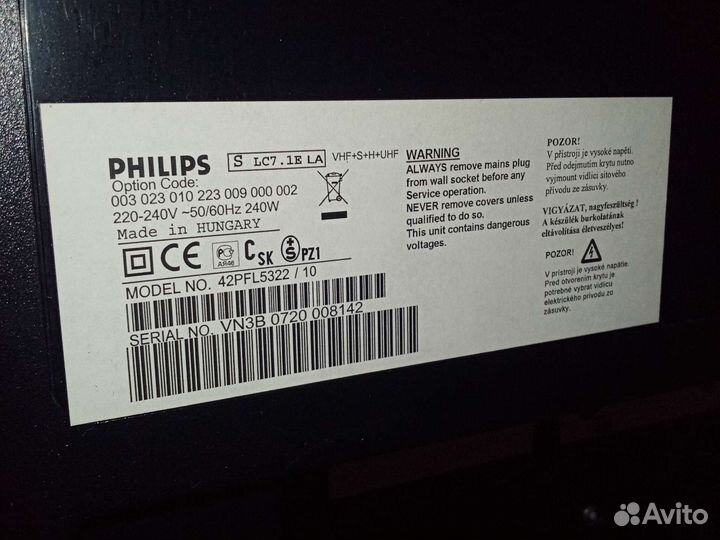 PHILIPS
S LC7.1E LA
VHF+S+H+UHF
Option Code:
003 023 010 223 009 000 002
220-240V ~50/60Hz 240W
Made in HUNGARY
CE
PC
AЯ46
CSK
+S
PZ1
MODEL NO. 42PFL5322 / 10
SERIAL NO. VN3B 0720 008142
WARNING
ALWAYS remove mains plug
from wall socket before any
Service operation.
NEVER remove covers unless
qualified to do so.
This unit contains dangerous
voltages.
POZOR!
V přístroji je vysoké napětí.
Před odejmutím krytu nutno
vyjmout vidlici síťového
přívodu ze zásuvky.
VIGYÁZAT, nagyfeszültség !
A készülék burkolatának
eltávolítása életveszélyes!
POZOR!
V prístroji je vysoké napätie.
Pred otvorením krytu je
potrebné vybrat vidlicu
elektrického prívodu zo
zásuvky.
Avito